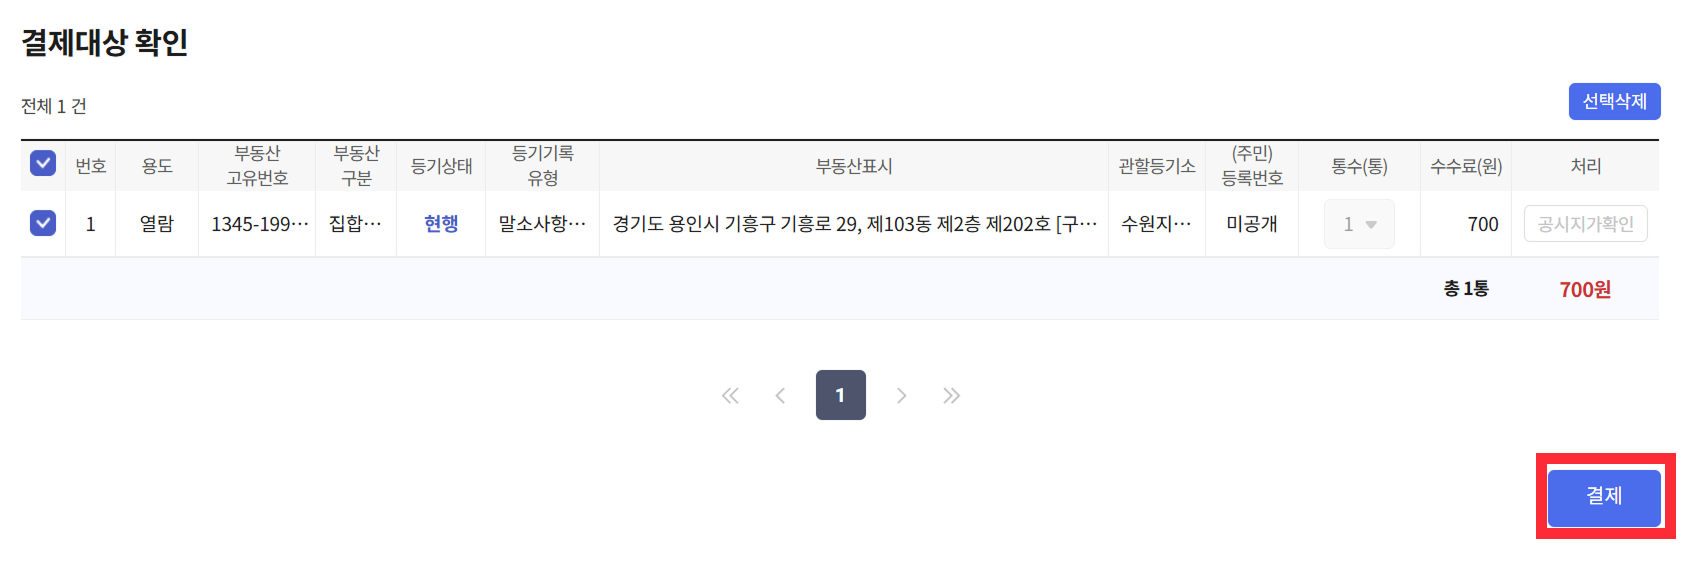 결제대상 확인
전체 1 건
선택삭제
번호 용도 부동산 고유번호 부동산 구분 등기상태 등기기록 유형 부동산표시 관할등기소 (주민) 등록번호 통수(통) 수수료(원) 처리
1 열람 1345-199··· 집합··· 현행 말소사항··· 경기도 용인시 기흥구 기흥로 29, 제103동 제2층 제202호 [구··· 수원지··· 미공개 1 700 공시지가확인
총 1통 700원
1
결제